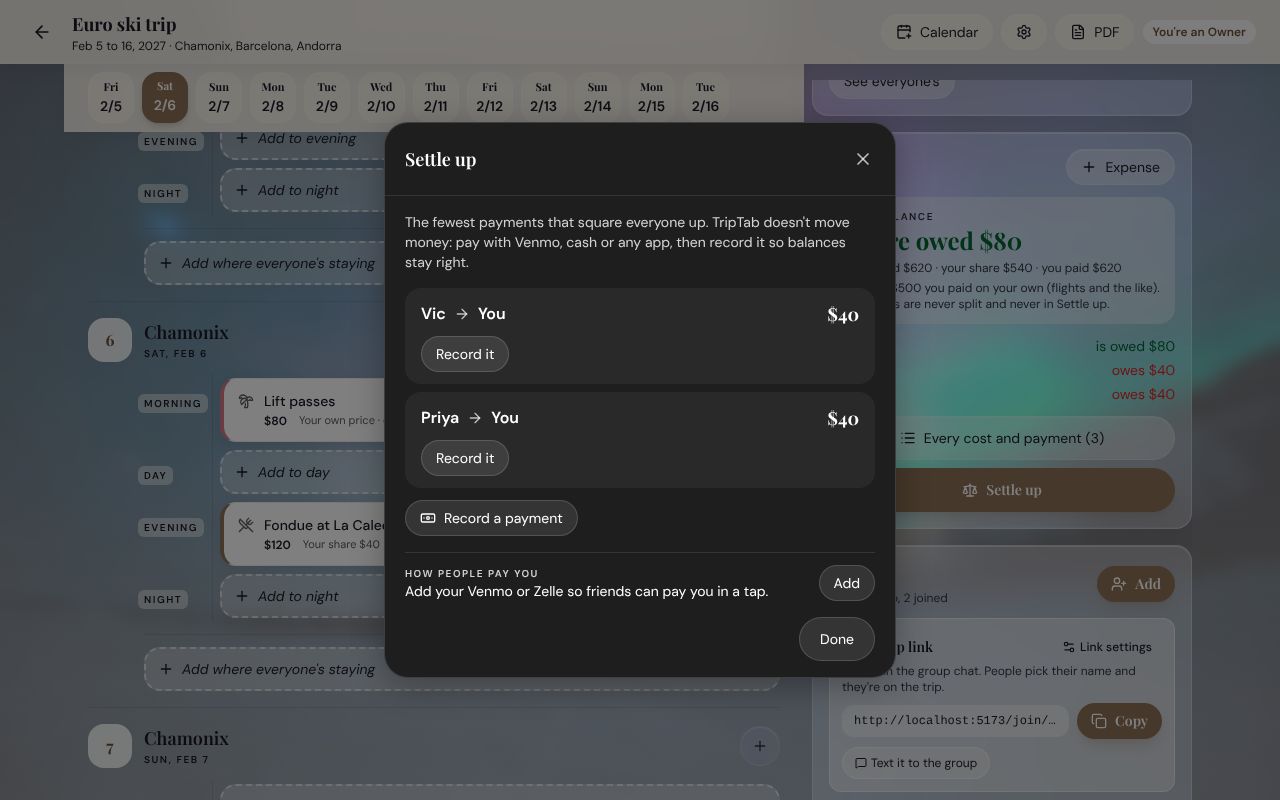 Euro ski trip
Feb 5 to 16, 2027 · Chamonix, Barcelona, Andorra
Calendar
PDF
You're an Owner
Fri 2/5
Sat 2/6
Sun 2/7
Mon 2/8
Tue 2/9
Wed 2/10
Thu 2/11
Fri 2/12
Sat 2/13
Sun 2/14
Mon 2/15
Tue 2/16
EVENING
Add to evening
NIGHT
Add to night
Add where everyone's staying
6
Chamonix
SAT, FEB 6
MORNING
Lift passes
$80 Your own price ·
DAY
Add to day
EVENING
Fondue at La
$120 Your share $40
NIGHT
Add to night
Add where everyone's staying
7
Chamonix
SUN, FEB 7
Settle up
The fewest payments that square everyone up. TripTab doesn't move
money: pay with Venmo, cash or any app, then record it so balances
stay right.
Vic → You
$40
Record it
Priya → You
$40
Record it
Record a payment
HOW PEOPLE PAY YOU
Add your Venmo or Zelle so friends can pay you in a tap.
Add
Done
See everyone's
Expense
owed $80
$620 · your share $540 · you paid $620
$500 you paid on your own (flights and the like).
are never split and never in Settle up.
is owed $80
owes $40
owes $40
Every cost and payment (3)
Settle up
Add
2 joined
link
Link settings
the group chat. People pick their name and
they're on the trip.
http://localhost:5173/join/…
Copy
Text it to the group